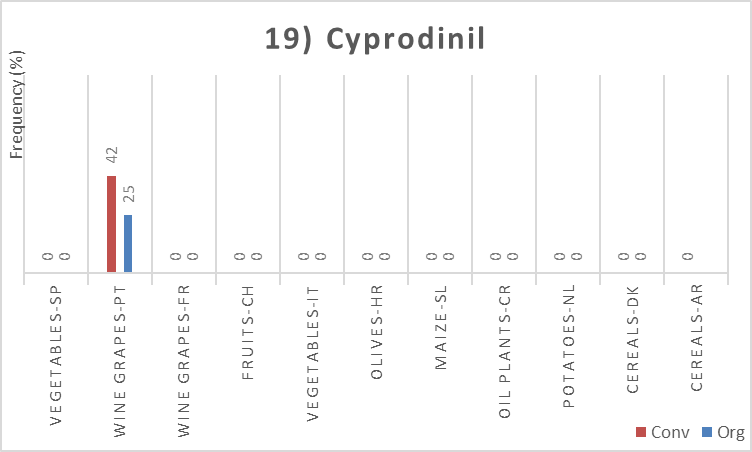 19) Cyprodinil
Frequency (%)
0 0
42 25
0 0
0 0
0 0
0 0
0 0
0 0
0 0
0 0
0
VEGETABLES-SP
WINE GRAPES-PT
WINE GRAPES-FR
FRUITS-CH
VEGETABLES-IT
OLIVES-HR
MAIZE-SL
OIL PLANTS-CR
POTATOES-NL
CEREALS-DK
CEREALS-AR
Conv Org